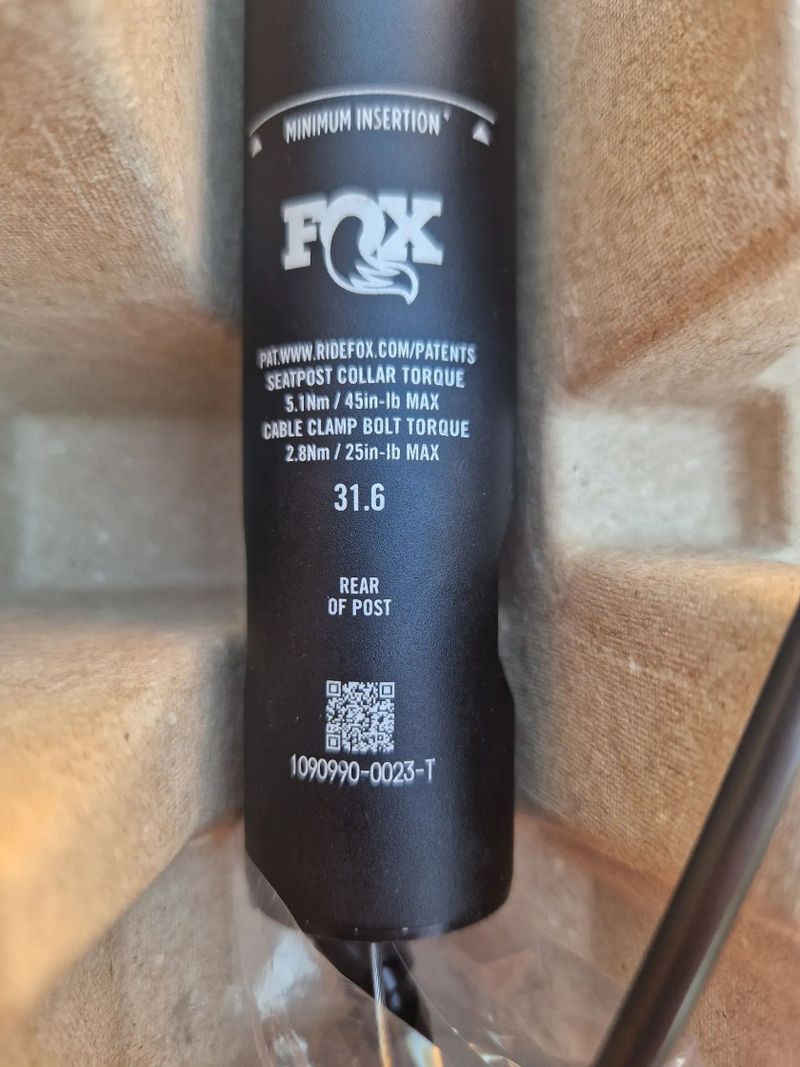 MINIMUM INSERTION
FOX
PAT.WWW.RIDEFOX.COM/PATENTS
SEATPOST COLLAR TORQUE
5.1Nm / 45in-lb MAX
CABLE CLAMP BOLT TORQUE
2.8Nm / 25in-lb MAX
31.6
REAR
OF POST
1090990-0023-T